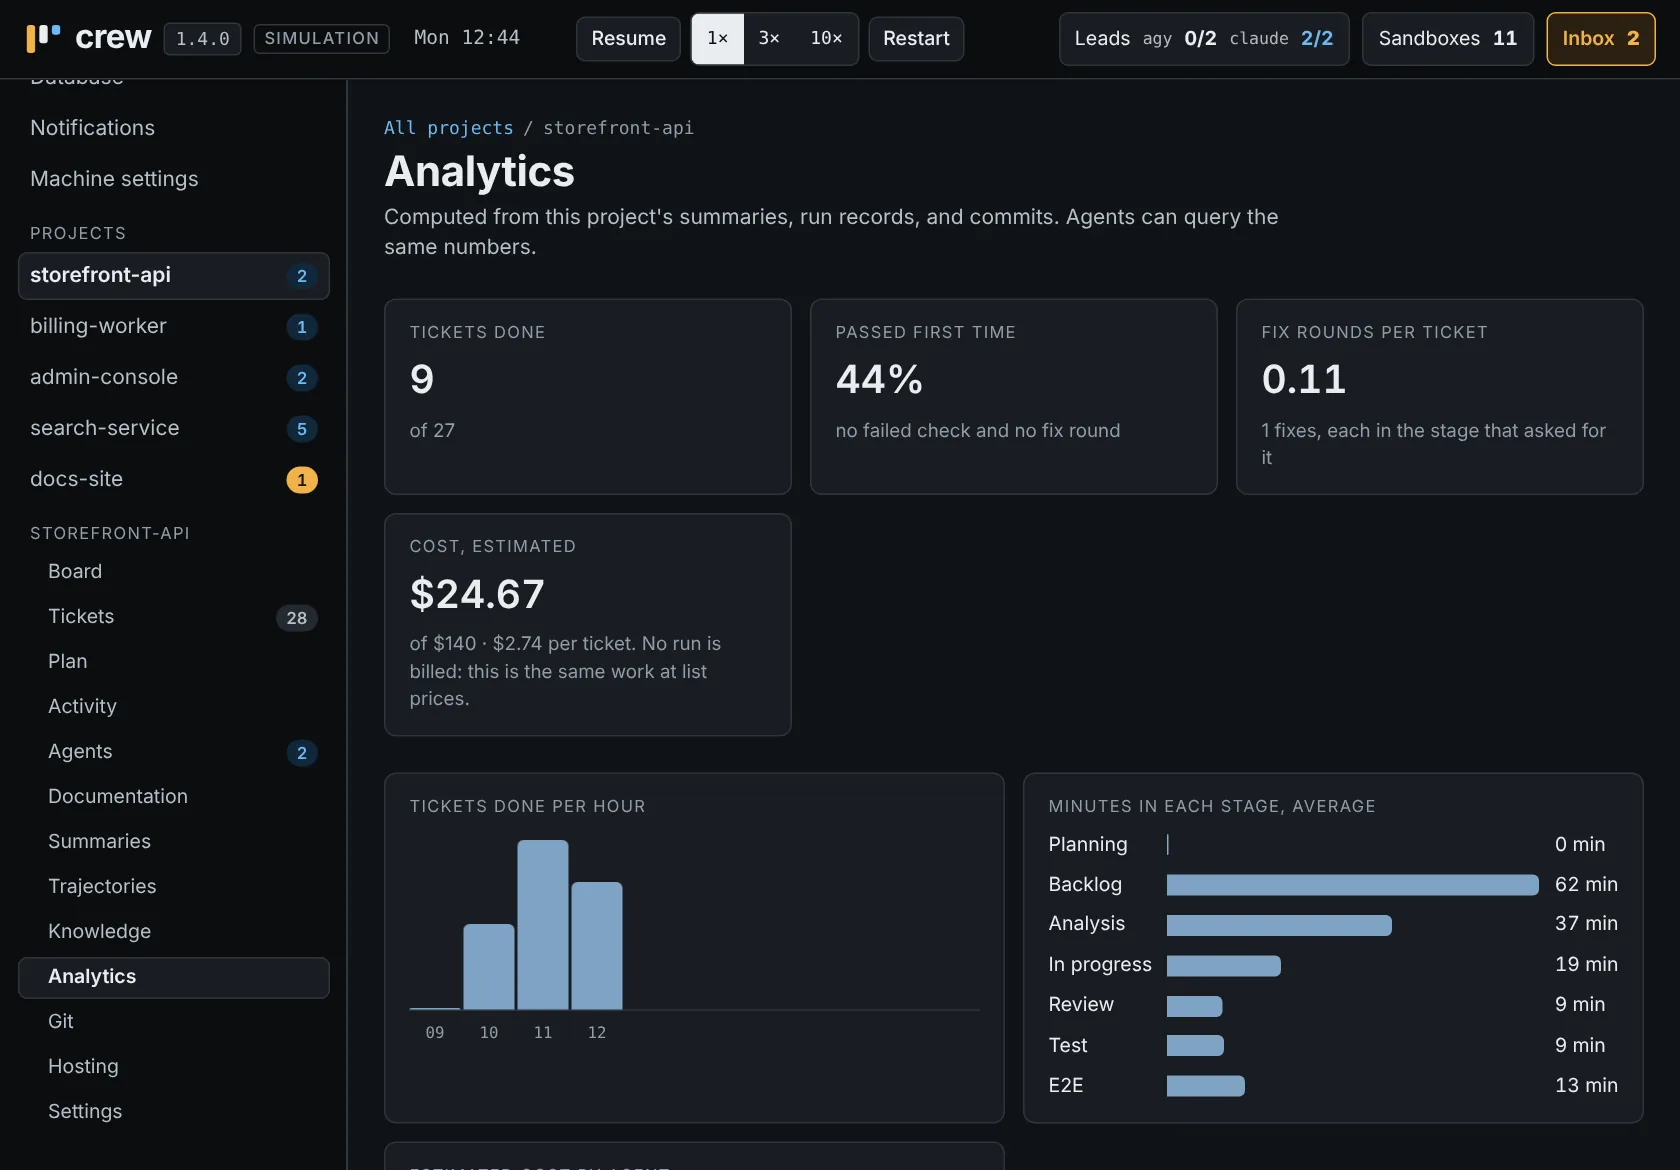 crew 1.4.0 SIMULATION Mon 12:44 Resume 1× 3× 10× Restart Leads agy 0/2 claude 2/2 Sandboxes 11 Inbox 2
Database
Notifications
Machine settings
PROJECTS
storefront-api 2
billing-worker 1
admin-console 2
search-service 5
docs-site 1
STOREFRONT-API
Board
Tickets 28
Plan
Activity
Agents 2
Documentation
Summaries
Trajectories
Knowledge
Analytics
Git
Hosting
Settings
All projects / storefront-api
Analytics
Computed from this project's summaries, run records, and commits. Agents can query the
same numbers.
TICKETS DONE
9
of 27
PASSED FIRST TIME
44%
no failed check and no fix round
FIX ROUNDS PER TICKET
0.11
1 fixes, each in the stage that asked for
it
COST, ESTIMATED
$24.67
of $140 · $2.74 per ticket. No run is
billed: this is the same work at list
prices.
TICKETS DONE PER HOUR
09 10 11 12
MINUTES IN EACH STAGE, AVERAGE
Planning 0 min
Backlog 62 min
Analysis 37 min
In progress 19 min
Review 9 min
Test 9 min
E2E 13 min
ESTIMATED COST BY AGENT